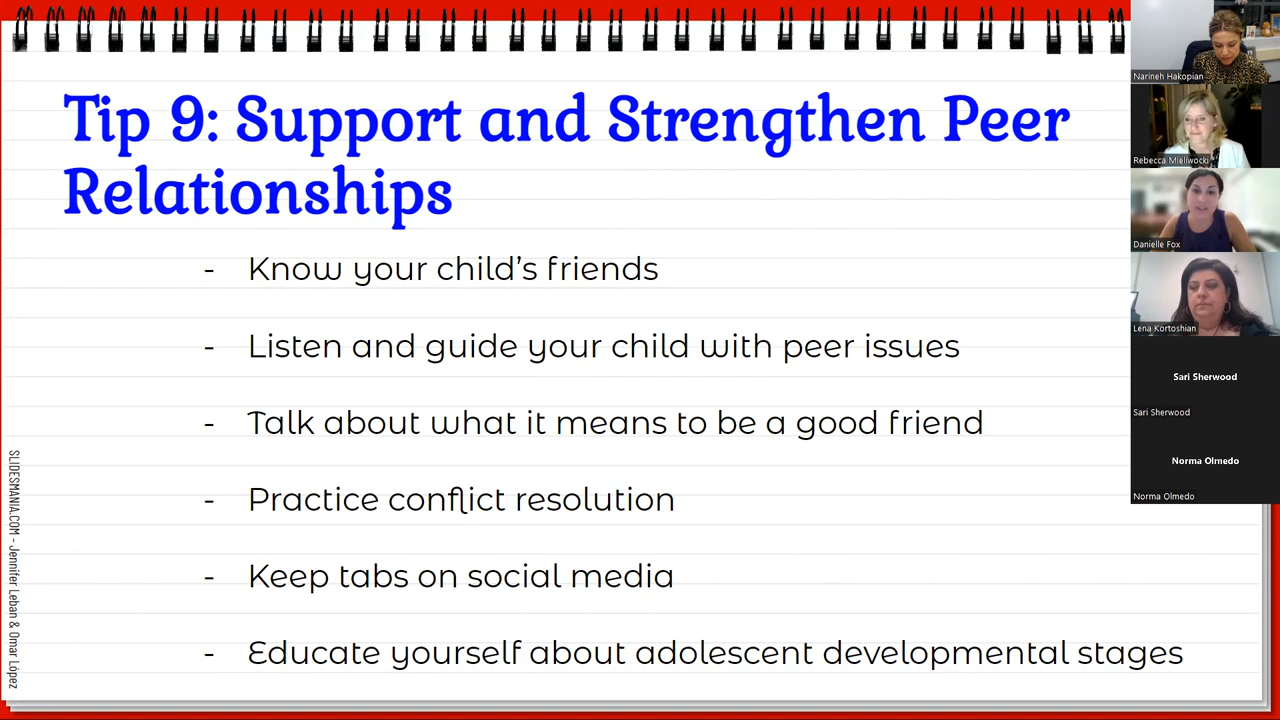 Tip 9: Support and Strengthen Peer
Relationships
- Know your child's friends
- Listen and guide your child with peer issues
- Talk about what it means to be a good friend
- Practice conflict resolution
- Keep tabs on social media
- Educate yourself about adolescent developmental stages
SLIDESMANIA.COM - Jennifer Leban & Omar López
Narineh Hakopian
Rebecca Mieliwocki
Danielle Fox
Lena Kortoshian
Sari Sherwood
Sari Sherwood
Norma Olmedo
Norma Olmedo